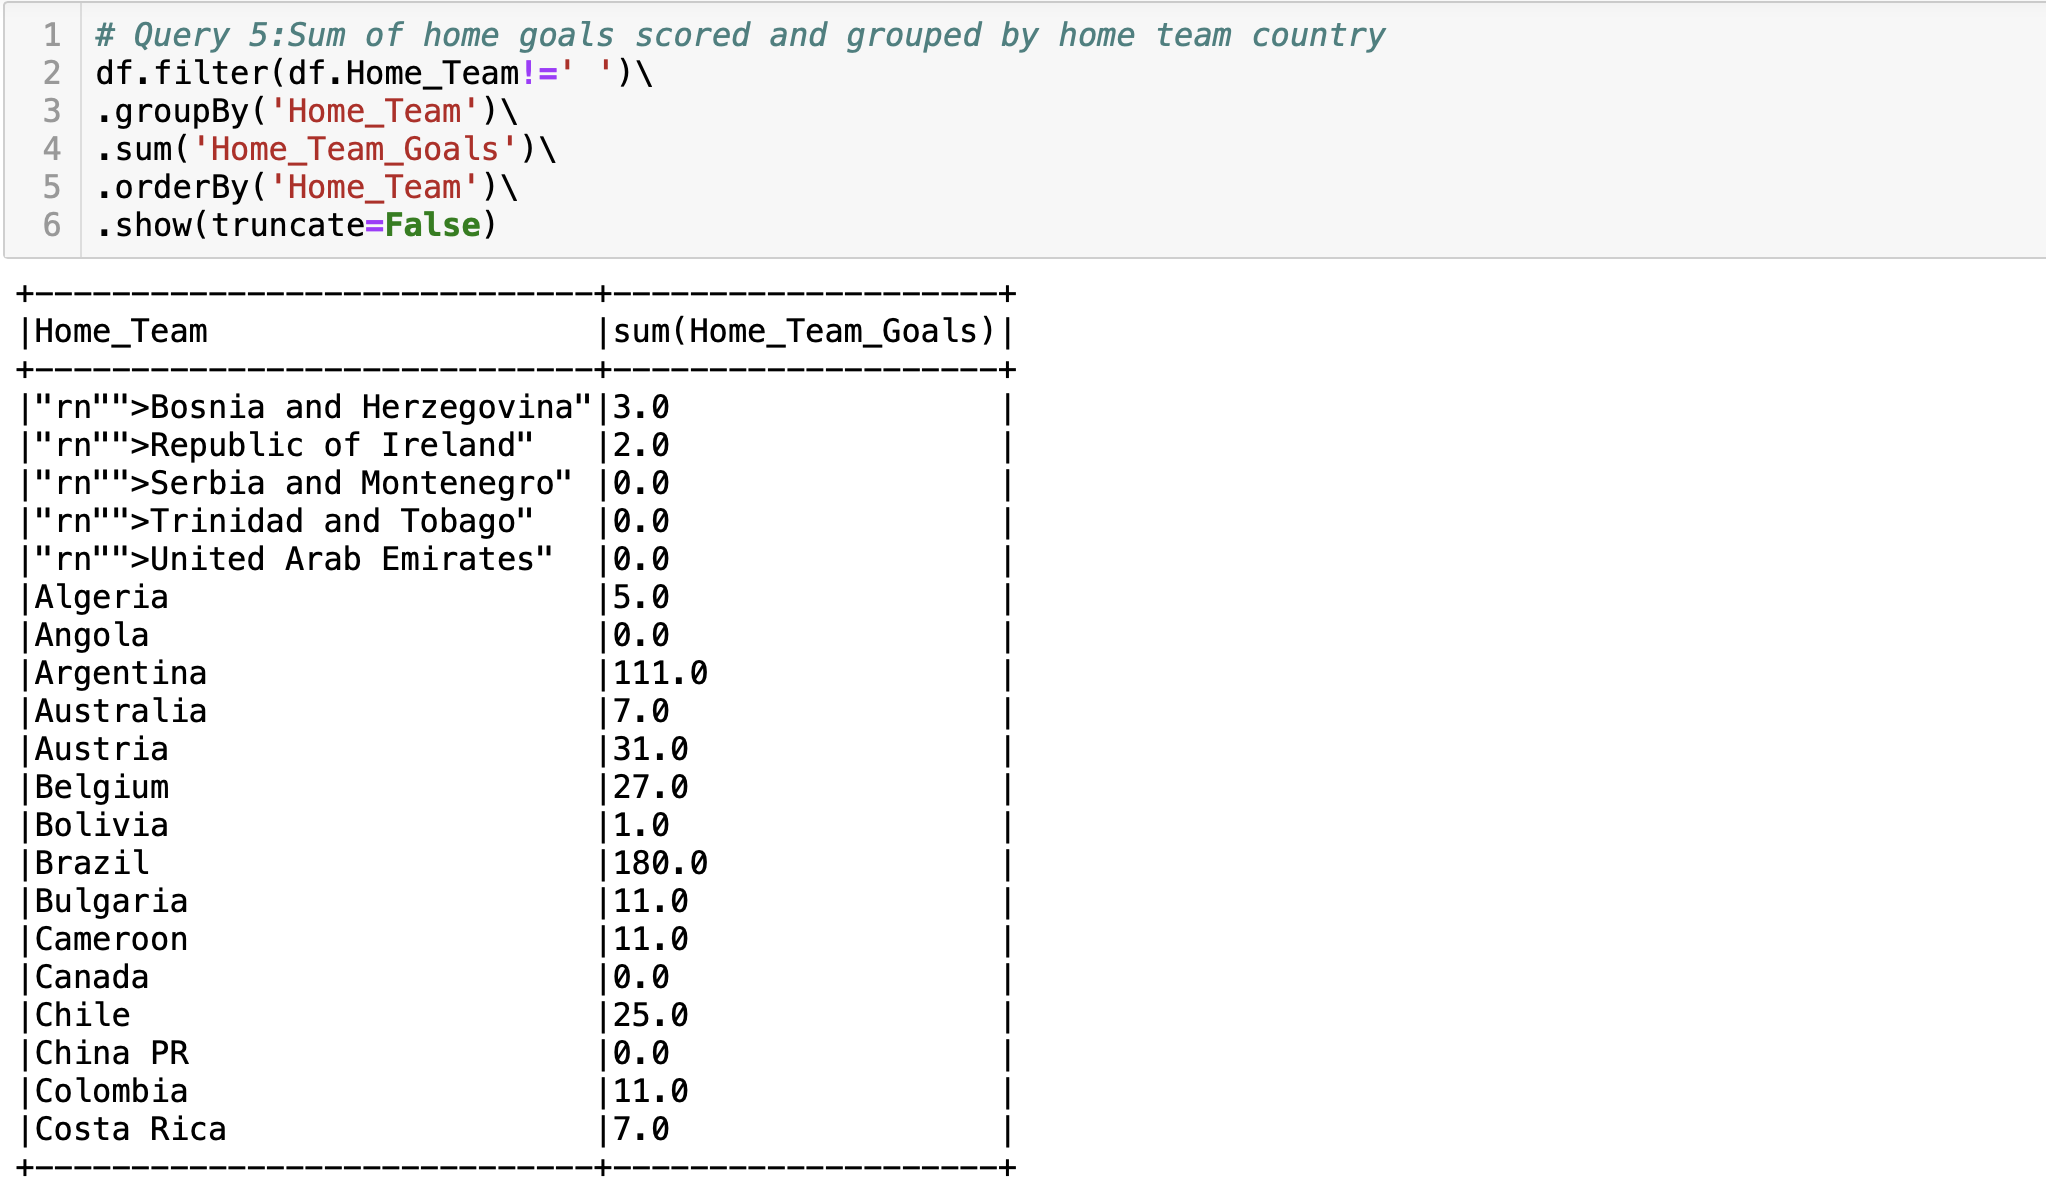 1 # Query 5:Sum of home goals scored and grouped by home team country
2 df.filter(df.Home_Team!=' ')\
3 .groupBy('Home_Team')\
4 .sum('Home_Team_Goals')\
5 .orderBy('Home_Team')\
6 .show(truncate=False)
+-----------------------------+--------------------+
|Home_Team                    |sum(Home_Team_Goals)|
+-----------------------------+--------------------+
|"rn"">Bosnia and Herzegovina"|3.0                 |
|"rn"">Republic of Ireland"   |2.0                 |
|"rn"">Serbia and Montenegro" |0.0                 |
|"rn"">Trinidad and Tobago"   |0.0                 |
|"rn"">United Arab Emirates"  |0.0                 |
|Algeria                      |5.0                 |
|Angola                       |0.0                 |
|Argentina                    |111.0               |
|Australia                    |7.0                 |
|Austria                      |31.0                |
|Belgium                      |27.0                |
|Bolivia                      |1.0                 |
|Brazil                       |180.0               |
|Bulgaria                     |11.0                |
|Cameroon                     |11.0                |
|Canada                       |0.0                 |
|Chile                        |25.0                |
|China PR                     |0.0                 |
|Colombia                     |11.0                |
|Costa Rica                   |7.0                 |
+-----------------------------+--------------------+